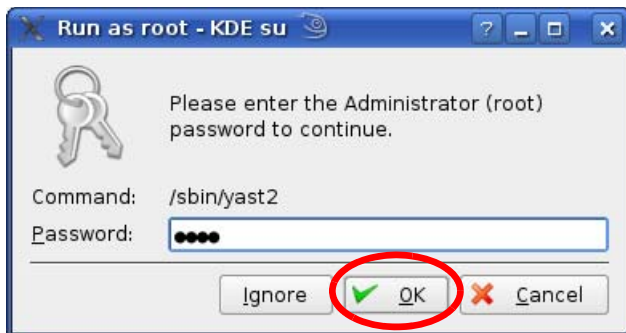 Run as root - KDE su
Please enter the Administrator (root)
password to continue.
Command: /sbin/yast2
Password: ●●●●
Ignore OK Cancel